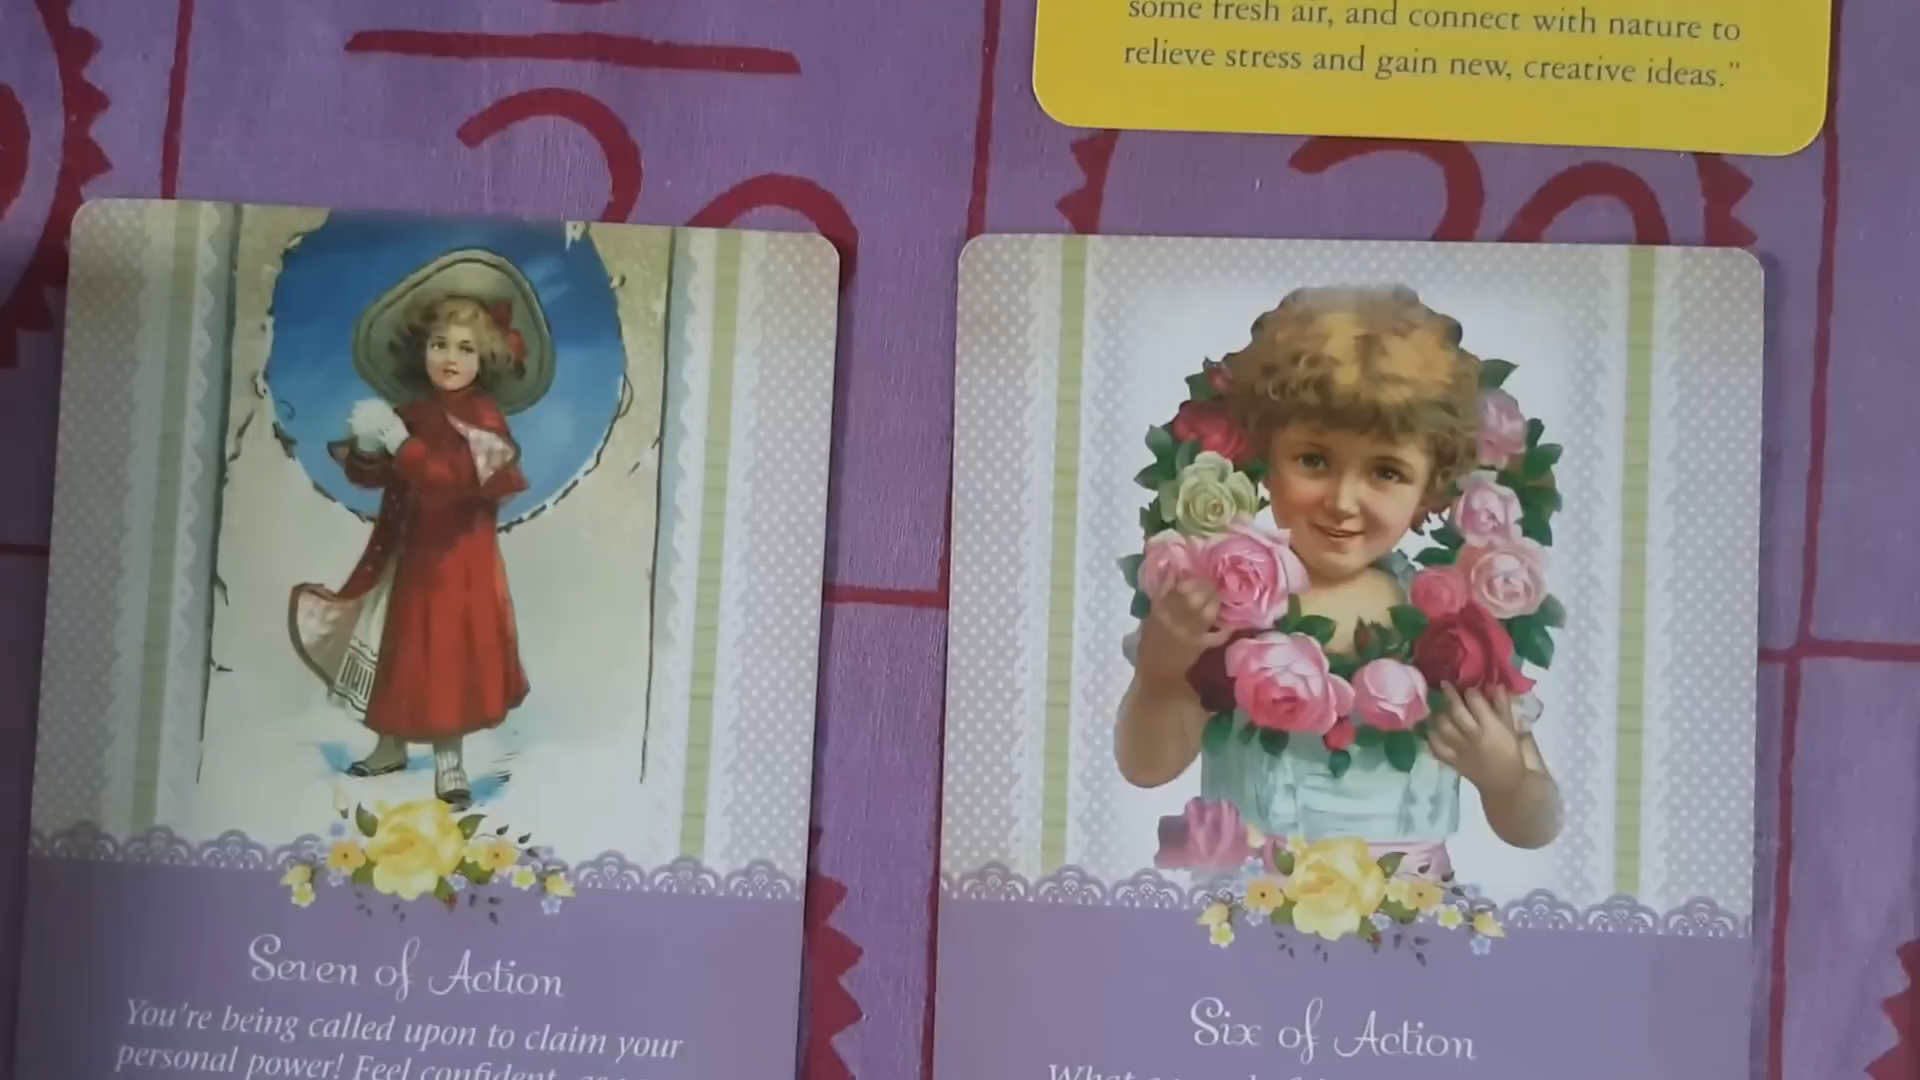 some fresh air, and connect with nature to
relieve stress and gain new, creative ideas."
Seven of Action
You're being called upon to claim your
personal power! Feel confident,
Six of Action
What